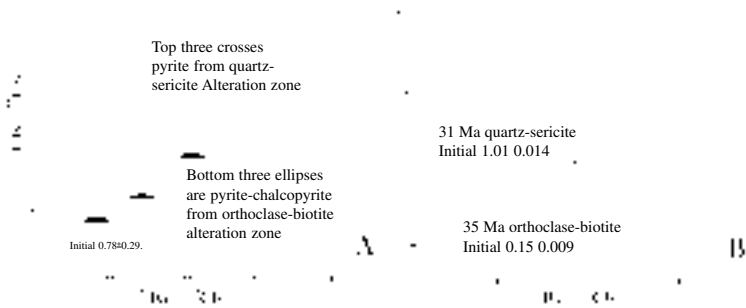 Top three crosses
pyrite from quartz-
sericite Alteration zone
31 Ma quartz-sericite
Initial 1.01 0.014
Bottom three ellipses
are pyrite-chalcopyrite
from orthoclase-biotite
alteration zone
35 Ma orthoclase-biotite
Initial 0.15 0.009
Initial 0.78±0.29.